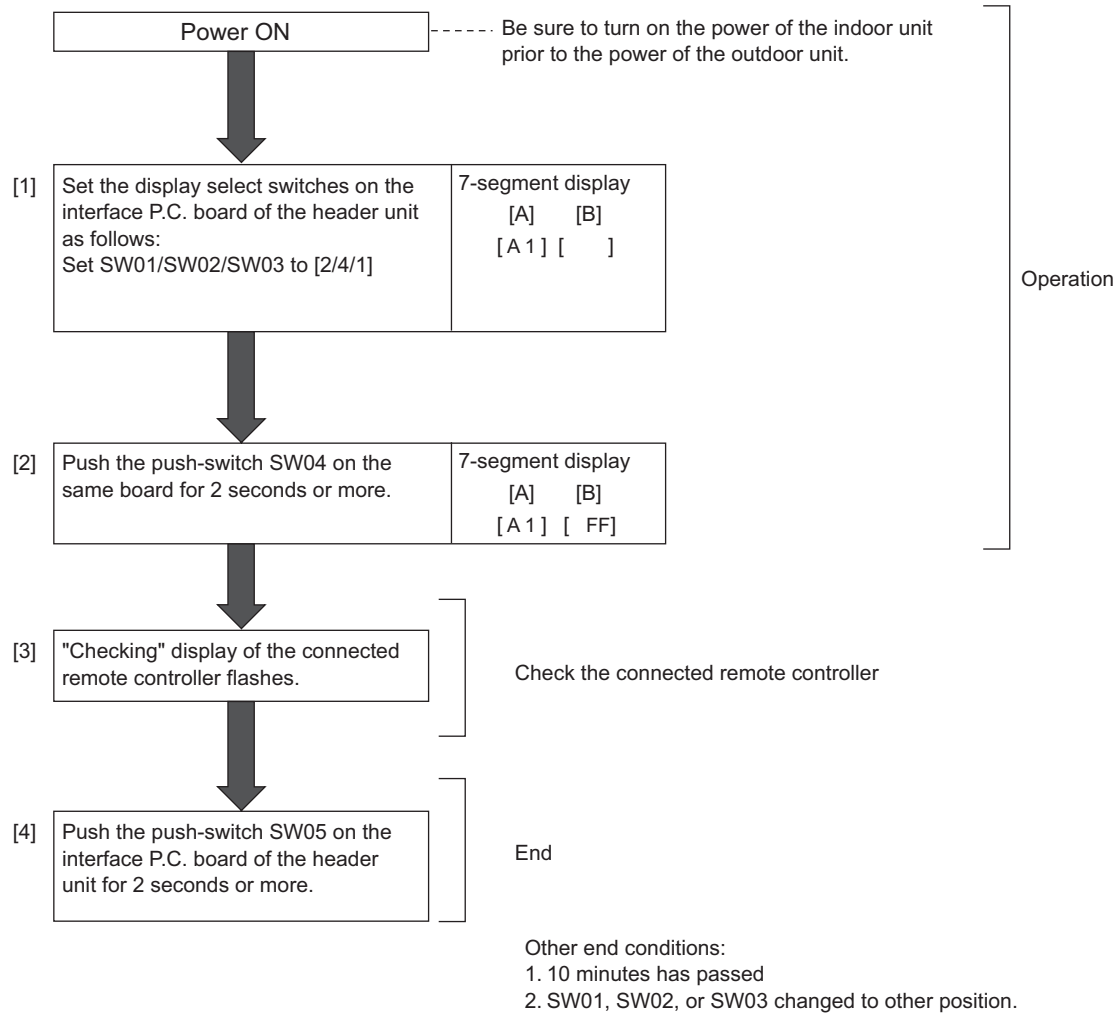 Power ON
Be sure to turn on the power of the indoor unit
prior to the power of the outdoor unit.
[1]
Set the display select switches on the
interface P.C. board of the header unit
as follows:
Set SW01/SW02/SW03 to [2/4/1]
7-segment display
[A] [B]
[ A 1 ] [ ]
Operation
[2]
Push the push-switch SW04 on the
same board for 2 seconds or more.
7-segment display
[A] [B]
[ A 1 ] [ FF]
[3]
"Checking" display of the connected
remote controller flashes.
Check the connected remote controller
[4]
Push the push-switch SW05 on the
interface P.C. board of the header
unit for 2 seconds or more.
End
Other end conditions:
1. 10 minutes has passed
2. SW01, SW02, or SW03 changed to other position.